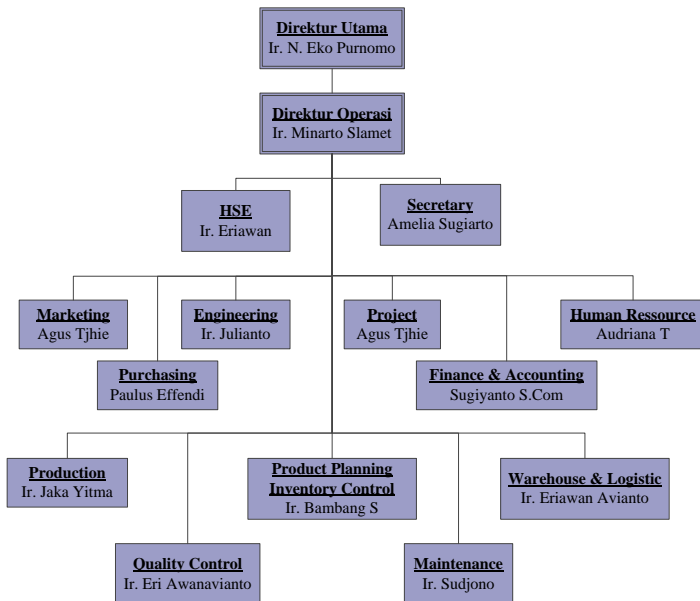 Direktur Utama
Ir. N. Eko Purnomo
Direktur Operasi
Ir. Minarto Slamet
HSE
Ir. Eriawan
Secretary
Amelia Sugiarto
Marketing
Agus Tjhie
Engineering
Ir. Julianto
Project
Agus Tjhie
Human Ressource
Audriana T
Purchasing
Paulus Effendi
Finance & Accounting
Sugiyanto S.Com
Production
Ir. Jaka Yitma
Product Planning
Inventory Control
Ir. Bambang S
Warehouse & Logistic
Ir. Eriawan Avianto
Quality Control
Ir. Eri Awanavianto
Maintenance
Ir. Sudjono